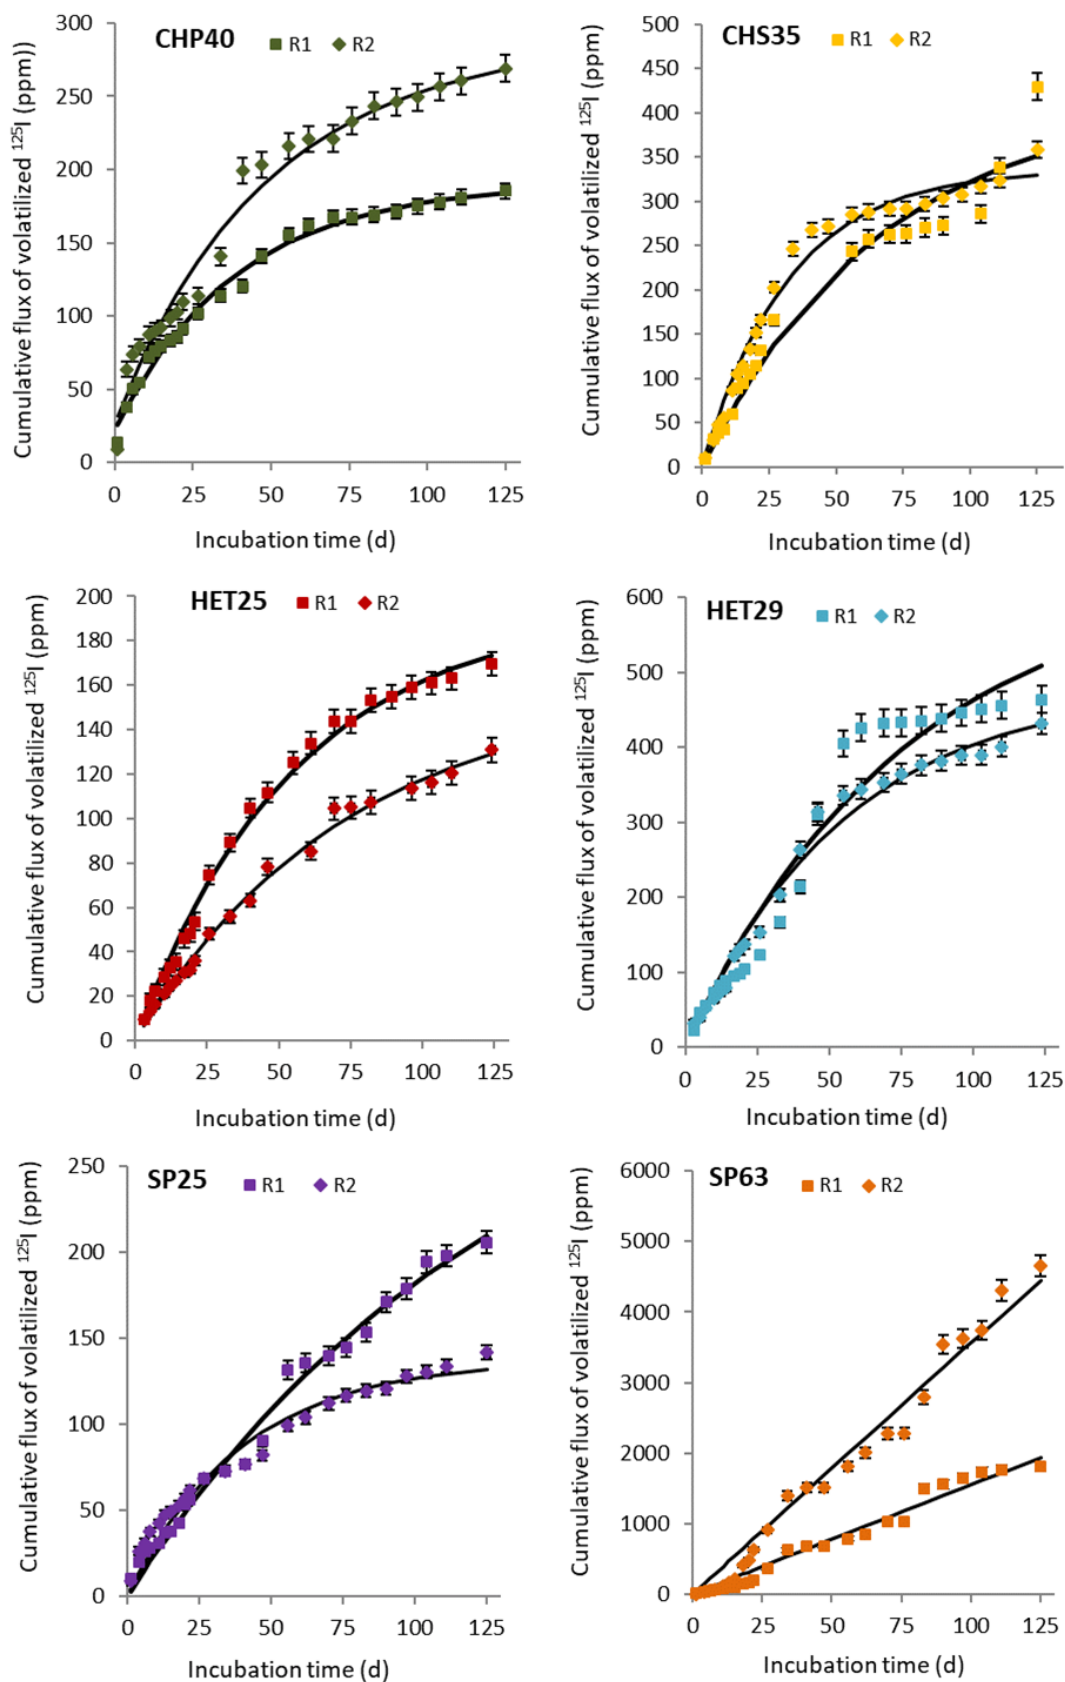 CHP40 R1 R2
Cumulative flux of volatilized ¹²⁵I (ppm))
300
250
200
150
100
50
0
0 25 50 75 100 125
Incubation time (d)
CHS35 R1 R2
Cumulative flux of volatilized ¹²⁵I (ppm)
500
450
400
350
300
250
200
150
100
50
0
0 25 50 75 100 125
Incubation time (d)
HET25 R1 R2
Cumulative flux of volatilized ¹²⁵I (ppm)
200
180
160
140
120
100
80
60
40
20
0
0 25 50 75 100 125
Incubation time (d)
HET29 R1 R2
Cumulative flux of volatilized ¹²⁵I (ppm)
600
500
400
300
200
100
0
0 25 50 75 100 125
Incubation time (d)
SP25 R1 R2
Cumulative flux of volatilized ¹²⁵I (ppm)
250
200
150
100
50
0
0 25 50 75 100 125
Incubation time (d)
SP63 R1 R2
Cumulative flux of volatilized ¹²⁵I (ppm)
6000
5000
4000
3000
2000
1000
0
0 25 50 75 100 125
Incubation time (d)